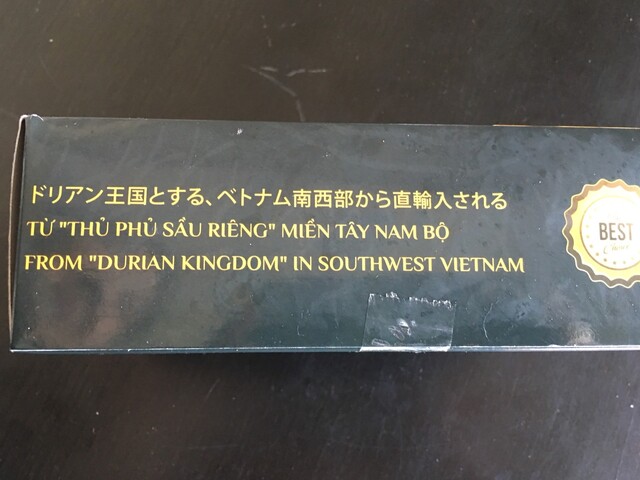 ドリアン王国とする、ベトナム南西部から直輸入される
TỪ "THỦ PHỦ SẦU RIÊNG" MIỀN TÂY NAM BỘ
FROM "DURIAN KINGDOM" IN SOUTHWEST VIETNAM
BEST